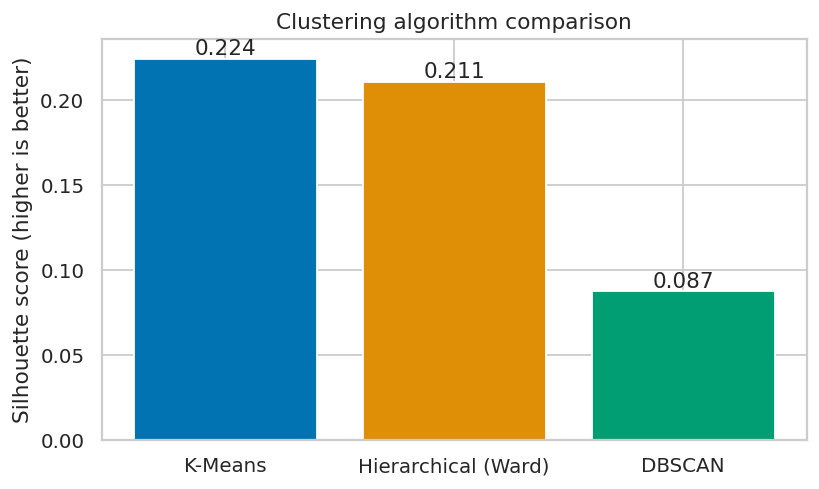 Clustering algorithm comparison
Silhouette score (higher is better)
0.20
0.15
0.10
0.05
0.00
0.224
0.211
0.087
K-Means
Hierarchical (Ward)
DBSCAN